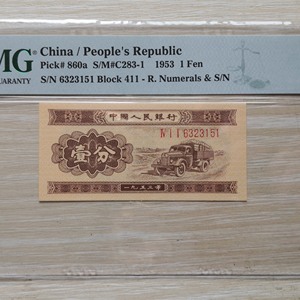 MG
GUARANTY
China / People's Republic
Pick# 860a S/M#C283-1 1953 1 Fen
S/N 6323151 Block 411 - R. Numerals & S/N
中國人民銀行
IV I I 6323151
壹分
一九五三年